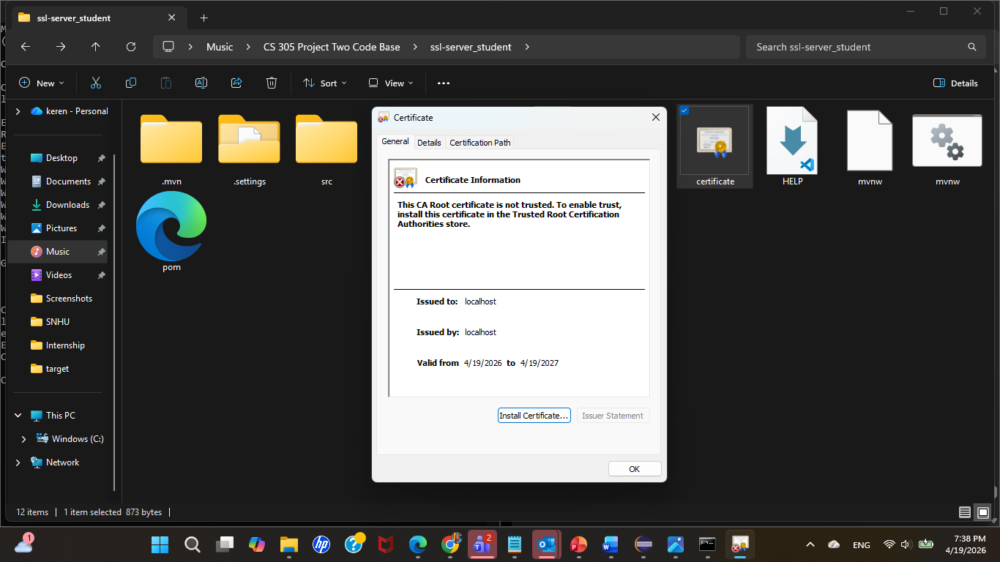 ssl-server_student
Music > CS 305 Project Two Code Base > ssl-server_student >
Search ssl-server_student
New
Sort
View
Details
keren - Personal
Desktop
Documents
Downloads
Pictures
Music
Videos
Screenshots
SNHU
Internship
target
This PC
Windows (C:)
Network
.mvn
.settings
src
certificate
HELP
mvnw
mvnw
pom
Certificate
General
Details
Certification Path
Certificate Information
This CA Root certificate is not trusted. To enable trust,
install this certificate in the Trusted Root Certification
Authorities store.
Issued to: localhost
Issued by: localhost
Valid from 4/19/2026 to 4/19/2027
Install Certificate...
Issuer Statement
OK
12 items
1 item selected 873 bytes
1
2
ENG
7:38 PM
4/19/2026